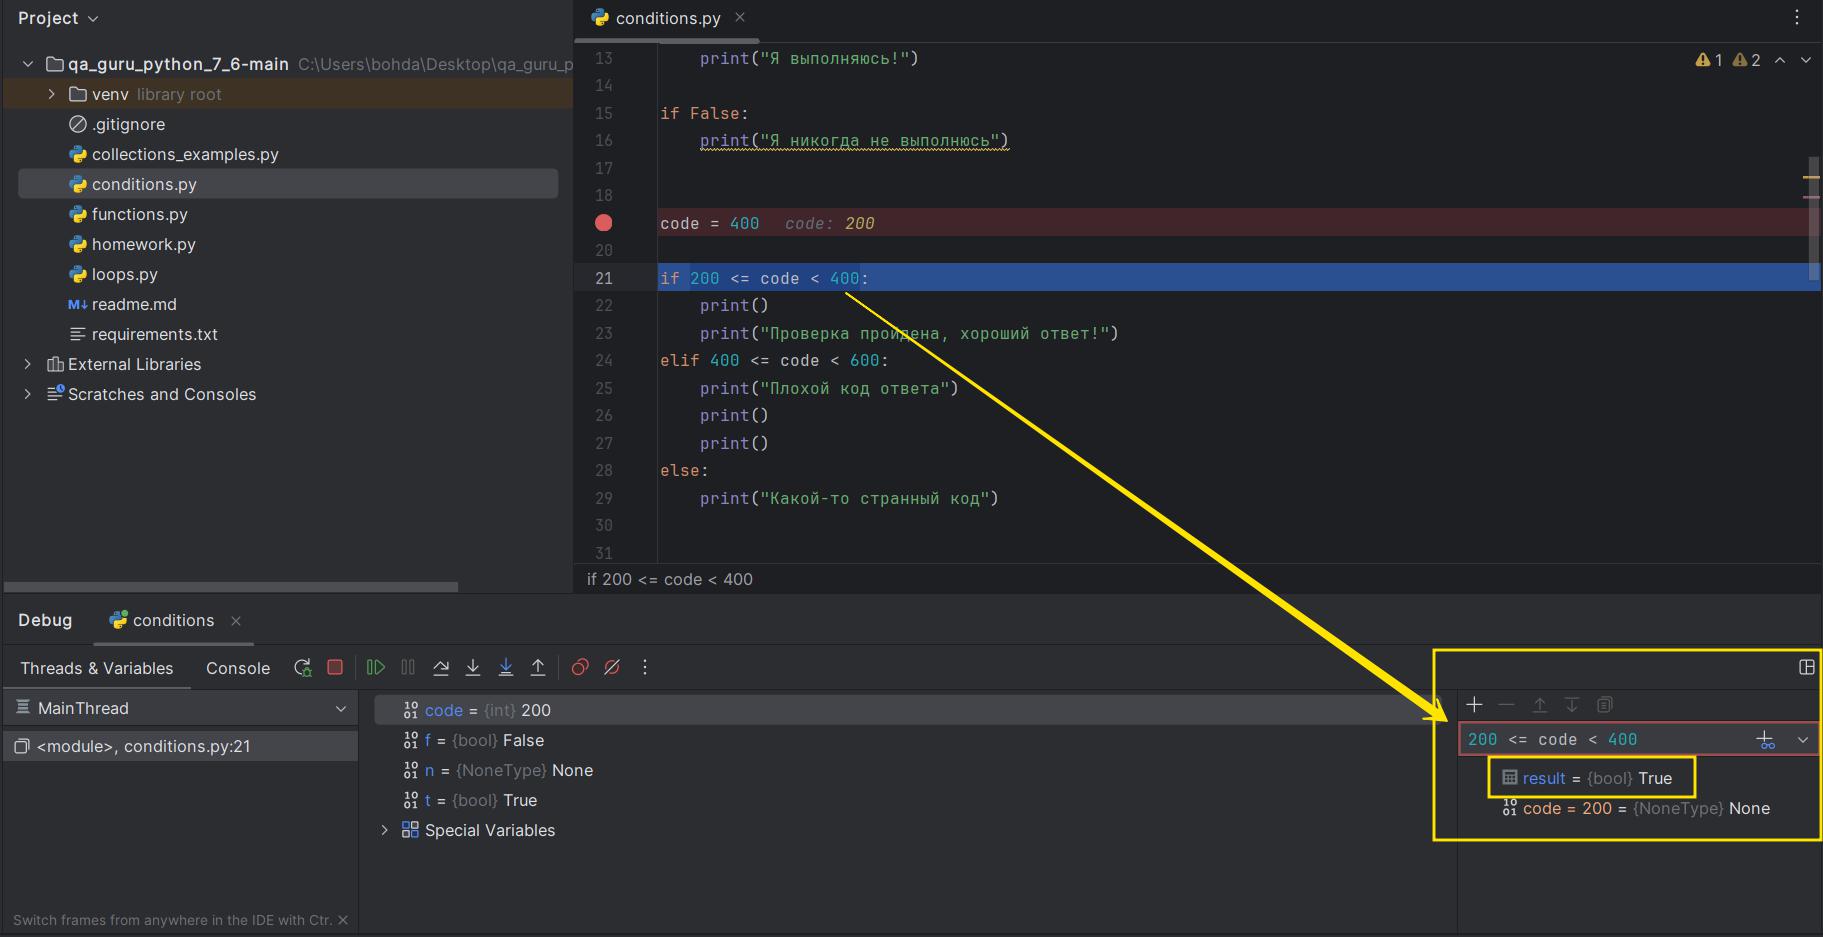 Project
qa_guru_python_7_6-main C:\Users\bohda\Desktop\qa_guru_p
venv library root
.gitignore
collections_examples.py
conditions.py
functions.py
homework.py
loops.py
M↓ readme.md
requirements.txt
External Libraries
Scratches and Consoles
conditions.py
1 2
13 print("Я выполняюсь!")
14
15 if False:
16 print("Я никогда не выполнюсь")
17
18
code = 400 code: 200
20
21 if 200 <= code < 400:
22 print()
23 print("Проверка пройдена, хороший ответ!")
24 elif 400 <= code < 600:
25 print("Плохой код ответа")
26 print()
27 print()
28 else:
29 print("Какой-то странный код")
30
31
if 200 <= code < 400
Debug conditions
Threads & Variables Console
MainThread
<module>, conditions.py:21
Switch frames from anywhere in the IDE with Ctr.
code = {int} 200
f = {bool} False
n = {NoneType} None
t = {bool} True
Special Variables
200 <= code < 400
result = {bool} True
code = 200 = {NoneType} None